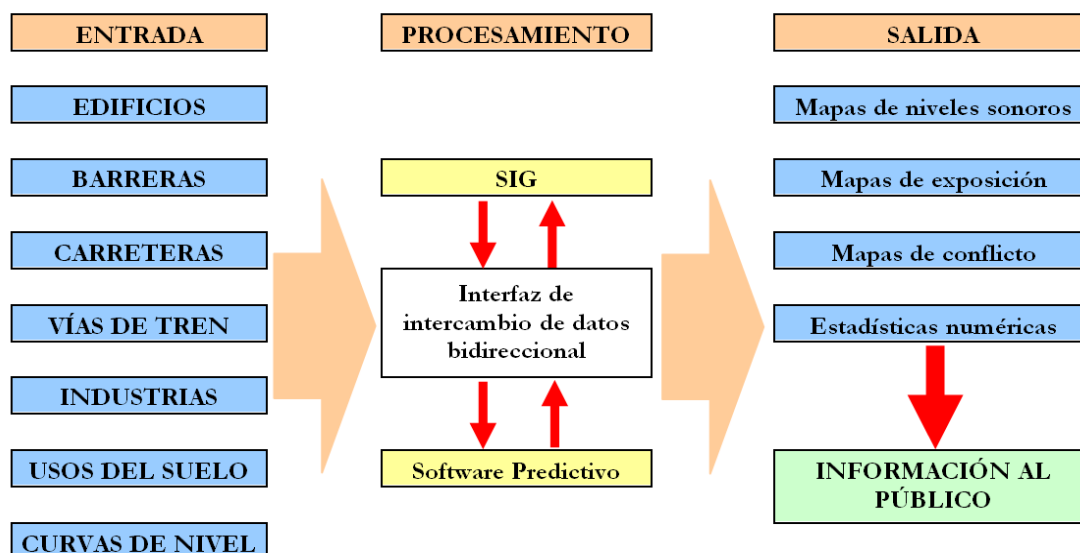 ENTRADA
EDIFICIOS
BARRERAS
CARRETERAS
VÍAS DE TREN
INDUSTRIAS
USOS DEL SUELO
CURVAS DE NIVEL
PROCESAMIENTO
SIG
Interfaz de
intercambio de datos
bidireccional
Software Predictivo
SALIDA
Mapas de niveles sonoros
Mapas de exposición
Mapas de conflicto
Estadísticas numéricas
INFORMACIÓN AL
PÚBLICO